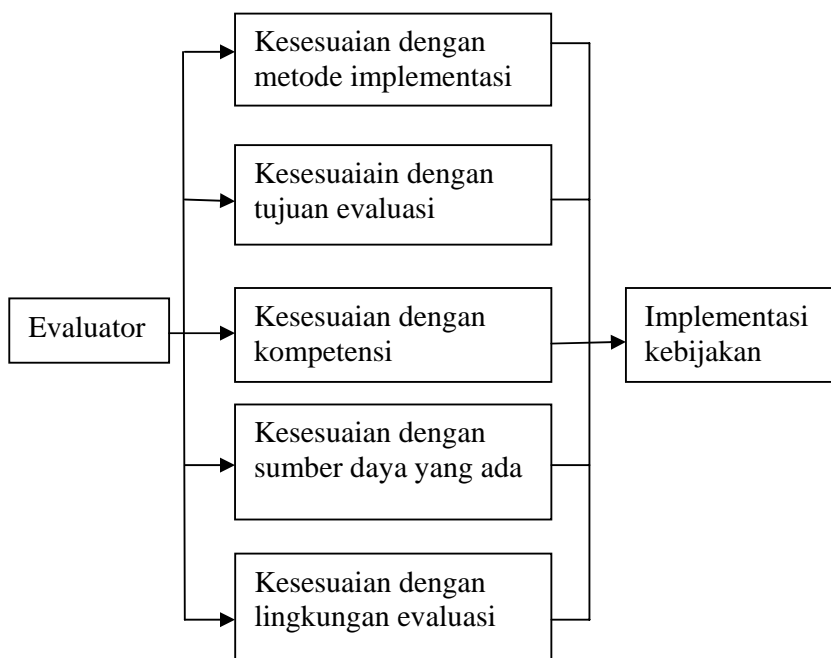 Kesesuaian dengan
metode implementasi
Kesesuaiain dengan
tujuan evaluasi
Evaluator
Kesesuaian dengan
kompetensi
Implementasi
kebijakan
Kesesuaian dengan
sumber daya yang ada
Kesesuaian dengan
lingkungan evaluasi